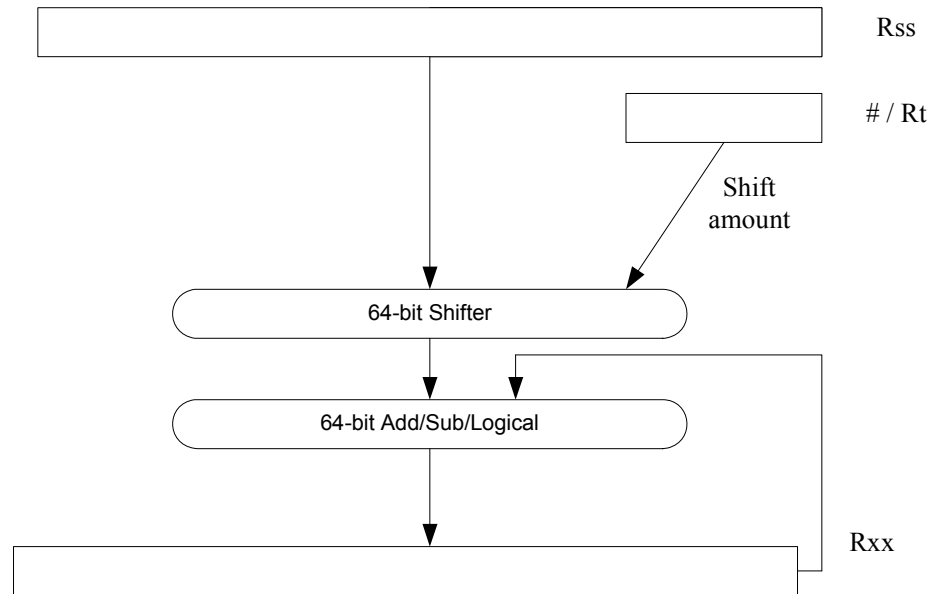 Rss
# / Rt
Shift
amount
64-bit Shifter
64-bit Add/Sub/Logical
Rxx